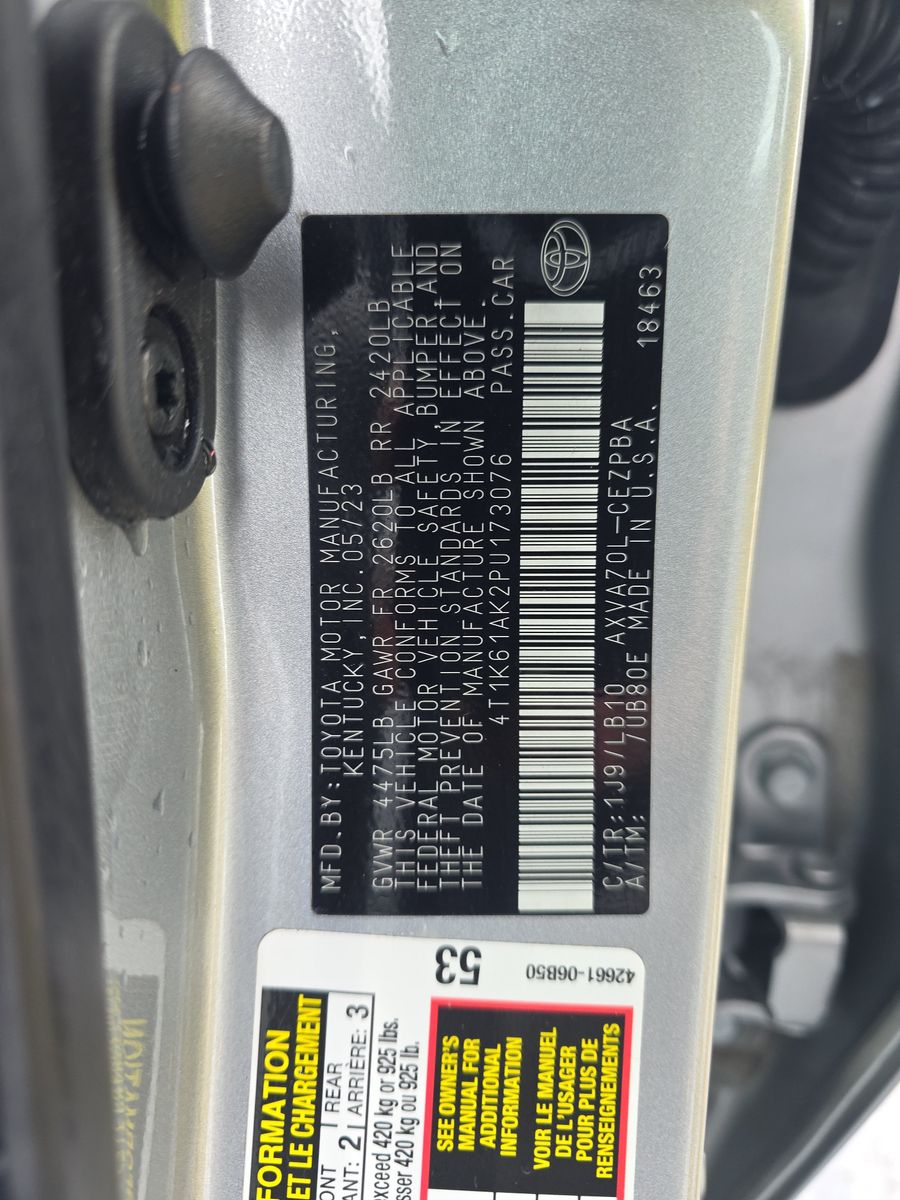 MFD.BY:TOYOTA MOTOR MANUFACTURING,
KENTUCKY,INC.05/23
GVWR 4475LB GAWR FR 2620LB RR 2420LB
THIS VEHICLE CONFORMS TO ALL APPLICABLE
FEDERAL MOTOR VEHICLE SAFETY,BUMPER,AND
THEFT PREVENTION STANDARDS IN EFFECT ON
THE DATE OF MANUFACTURE SHOWN ABOVE.
4T1K61AK2PU173076 PASS.CAR
C/TR:1J9/LB10 AXVA70L-CEZPBA
A/TM: 7UB80E MADE IN U.S.A. 18463
53
42661-06B50
FORMATION
ET LE CHARGEMENT
ONT 2 REAR 3
ANT: ARRIÈRE:
exceed 420 kg or 925 lbs.
sser 420 kg ou 925 lb.
SEE OWNER'S
MANUAL FOR
ADDITIONAL
INFORMATION
VOIR LE MANUEL
DE L'USAGER
POUR PLUS DE
RENSEIGNEMENTS